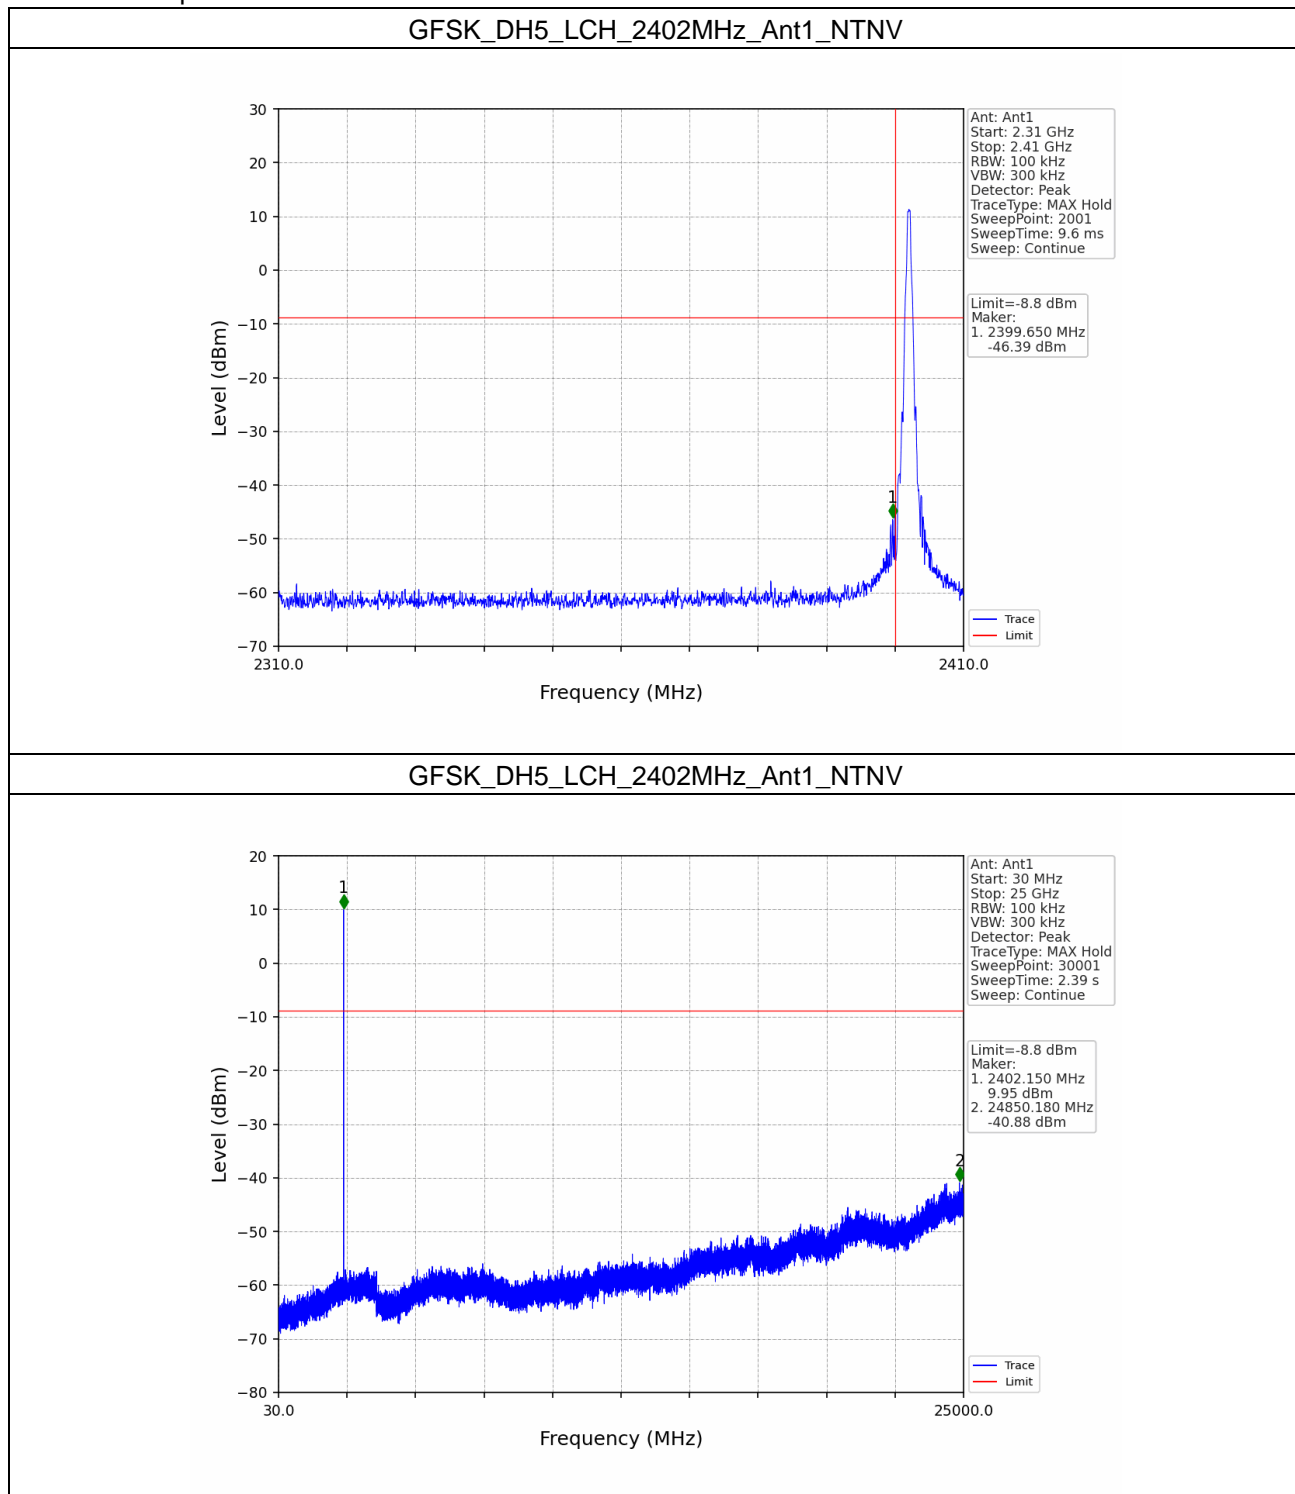 GFSK_DH5_LCH_2402MHz_Ant1_NTNV
30
20
10
0
−10
−20
−30
−40
−50
−60
−70
Level (dBm)
2310.0
2410.0
Frequency (MHz)
1
Ant: Ant1
Start: 2.31 GHz
Stop: 2.41 GHz
RBW: 100 kHz
VBW: 300 kHz
Detector: Peak
TraceType: MAX Hold
SweepPoint: 2001
SweepTime: 9.6 ms
Sweep: Continue
Limit=-8.8 dBm
Maker:
1. 2399.650 MHz
-46.39 dBm
Trace
Limit
GFSK_DH5_LCH_2402MHz_Ant1_NTNV
20
10
0
−10
−20
−30
−40
−50
−60
−70
−80
Level (dBm)
30.0
25000.0
Frequency (MHz)
1
2
Ant: Ant1
Start: 30 MHz
Stop: 25 GHz
RBW: 100 kHz
VBW: 300 kHz
Detector: Peak
TraceType: MAX Hold
SweepPoint: 30001
SweepTime: 2.39 s
Sweep: Continue
Limit=-8.8 dBm
Maker:
1. 2402.150 MHz
9.95 dBm
2. 24850.180 MHz
-40.88 dBm
Trace
Limit